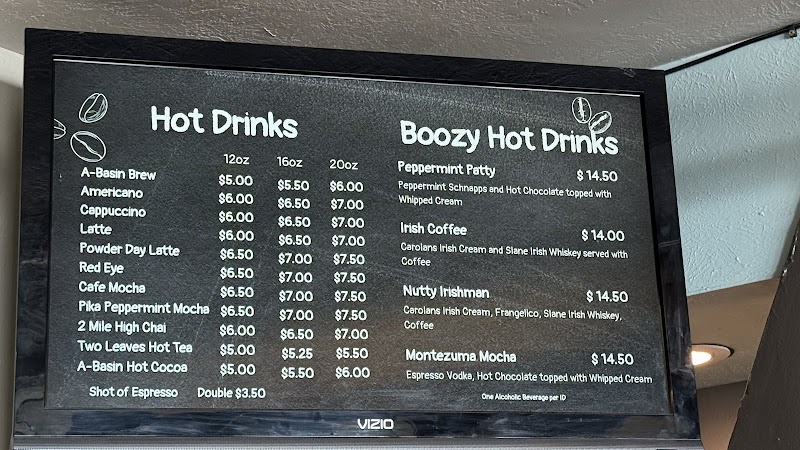 Hot Drinks
12oz 16oz 20oz
A-Basin Brew $5.00 $5.50 $6.00
Americano $6.00 $6.50 $7.00
Cappuccino $6.00 $6.50 $7.00
Latte $6.00 $6.50 $7.00
Powder Day Latte $6.50 $7.00 $7.50
Red Eye $6.50 $7.00 $7.50
Cafe Mocha $6.50 $7.00 $7.50
Pika Peppermint Mocha $6.50 $7.00 $7.50
2 Mile High Chai $6.00 $6.50 $7.00
Two Leaves Hot Tea $5.00 $5.25 $5.50
A-Basin Hot Cocoa $5.00 $5.50 $6.00
Shot of Espresso Double $3.50
Boozy Hot Drinks
Peppermint Patty $14.50
Peppermint Schnapps and Hot Chocolate topped with
Whipped Cream
Irish Coffee $14.00
Carolans Irish Cream and Slane Irish Whiskey served with
Coffee
Nutty Irishman $14.50
Carolans Irish Cream, Frangelico, Slane Irish Whiskey,
Coffee
Montezuma Mocha $14.50
Espresso Vodka, Hot Chocolate topped with Whipped Cream
One Alcoholic Beverage per ID
VIZIO